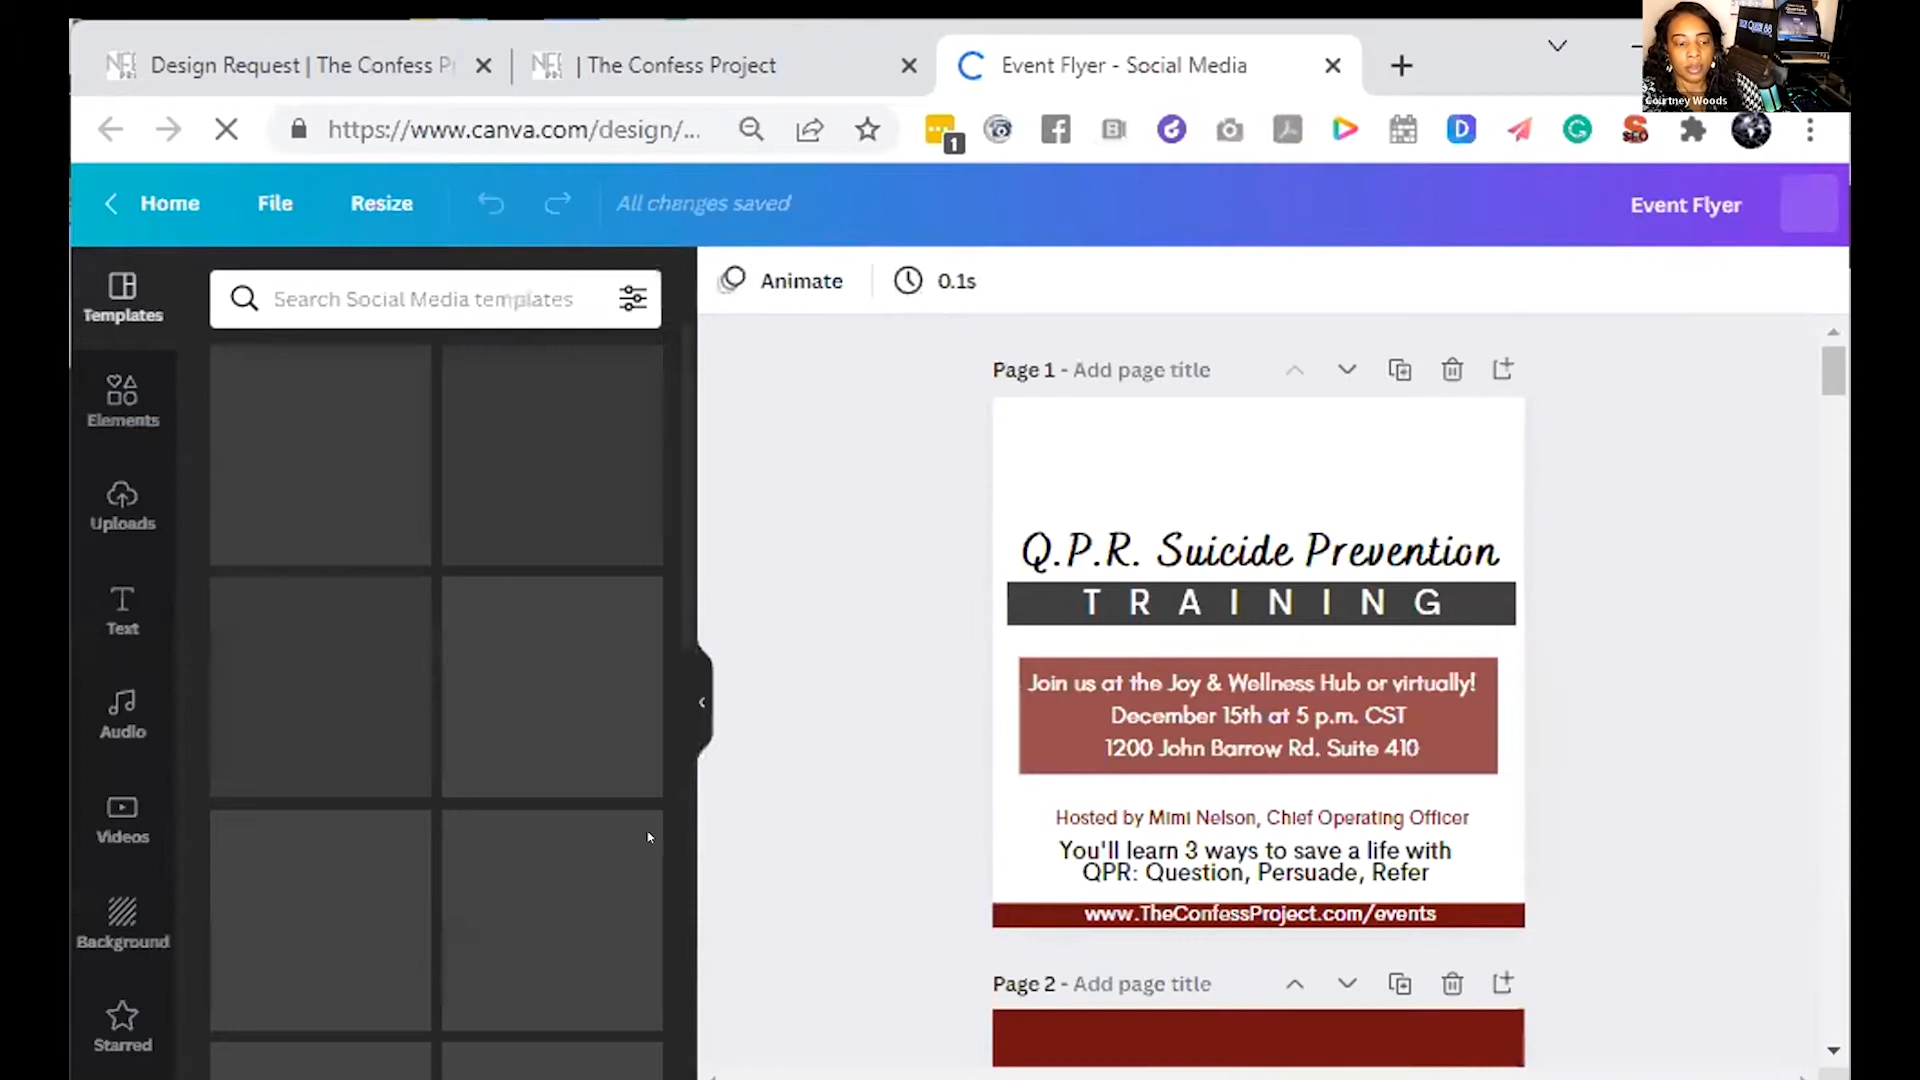 Design Request | The Confess P
| The Confess Project
Event Flyer - Social Media
Courtney Woods
https://www.canva.com/design/...
1
SEO
Home
File
Resize
All changes saved
Event Flyer
Templates
Search Social Media templates
Animate
0.1s
Elements
Uploads
Text
Audio
Videos
Background
Starred
Page 1 - Add page title
Q.P.R. Suicide Prevention
TRAINING
Join us at the Joy & Wellness Hub or virtually!
December 15th at 5 p.m. CST
1200 John Barrow Rd. Suite 410
Hosted by Mimi Nelson, Chief Operating Officer
You'll learn 3 ways to save a life with
QPR: Question, Persuade, Refer
www.TheConfessProject.com/events
Page 2 - Add page title